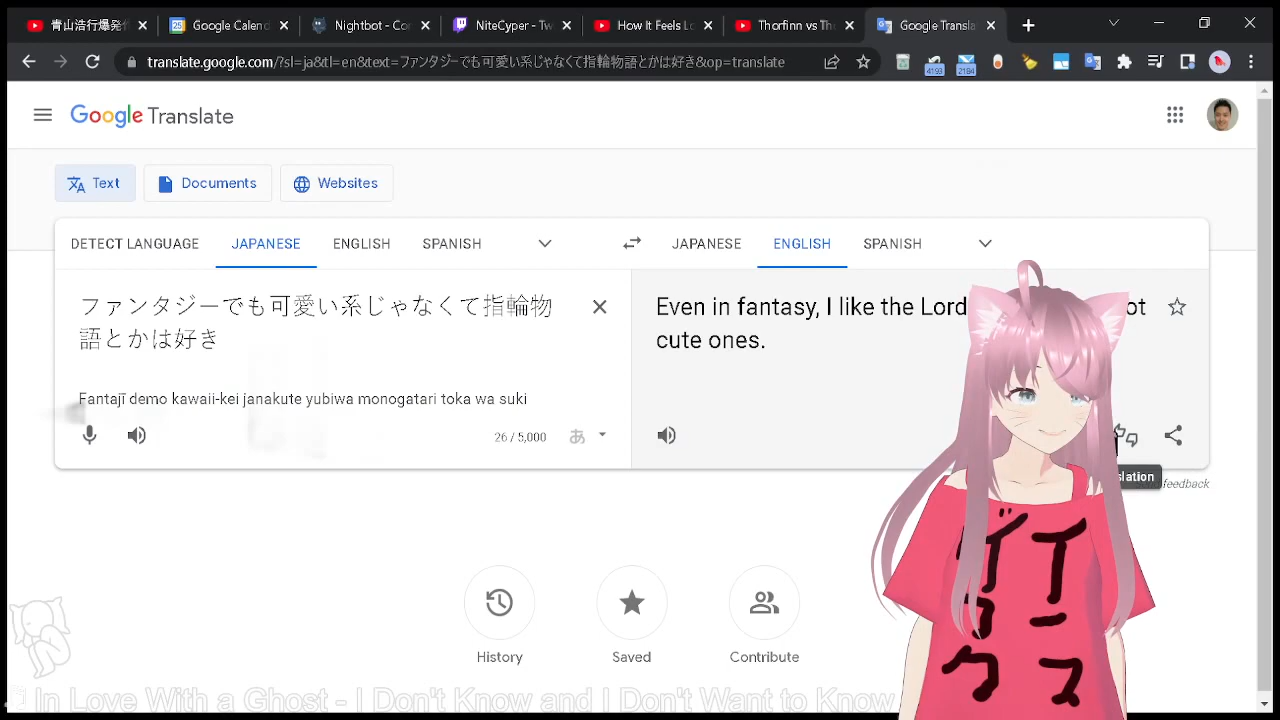 青山浩行爆発
Google Calen
Nightbot - Co
NiteCyper - Tw
How It Feels Lo
Thorfinn vs Tho
Google Transla
translate.google.com/?sl=ja&tl=en&text=ファンタジーでも可愛い系じゃなくて指輪物語とかは好き&op=translate
4193
2184
Google Translate
Text
Documents
Websites
DETECT LANGUAGE
JAPANESE
ENGLISH
SPANISH
JAPANESE
ENGLISH
SPANISH
ファンタジーでも可愛い系じゃなくて指輪物
語とかは好き
Fantajī demo kawaii-kei janakute yubiwa monogatari toka wa suki
26 / 5,000
あ
Even in fantasy, I like the Lord ot
cute ones.
slation
feedback
History
Saved
Contribute
In Love With a Ghost - I Don't Know and I Don't Want to Know